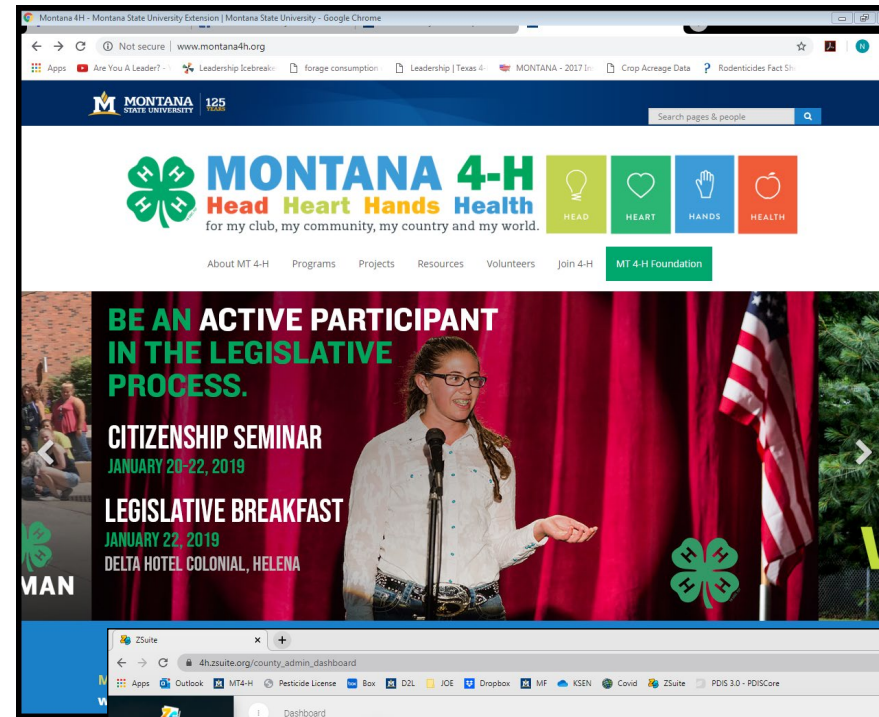 Montana 4H - Montana State University Extension | Montana State University - Google Chrome
Not secure | www.montana4h.org
Apps Are You A Leader? - Leadership Icebreake forage consumption Leadership | Texas 4- MONTANA - 2017 In Crop Acreage Data ? Rodenticides Fact Sh
N
M MONTANA STATE UNIVERSITY 125 YEARS
Search pages & people
H H H H
MONTANA 4-H
Head Heart Hands Health
for my club, my community, my country and my world.
HEAD HEART HANDS HEALTH
About MT 4-H Programs Projects Resources Volunteers Join 4-H MT 4-H Foundation
BE AN ACTIVE PARTICIPANT
IN THE LEGISLATIVE
PROCESS.
CITIZENSHIP SEMINAR
JANUARY 20-22, 2019
LEGISLATIVE BREAKFAST
JANUARY 22, 2019
DELTA HOTEL COLONIAL, HELENA
H H H H
MAN
ZSuite x +
4h.zsuite.org/county_admin_dashboard
Apps Outlook MT4-H Pesticide License Box D2L JOE Dropbox MF KSEN Covid ZSuite PDIS 3.0 - PDISCore
Dashboard